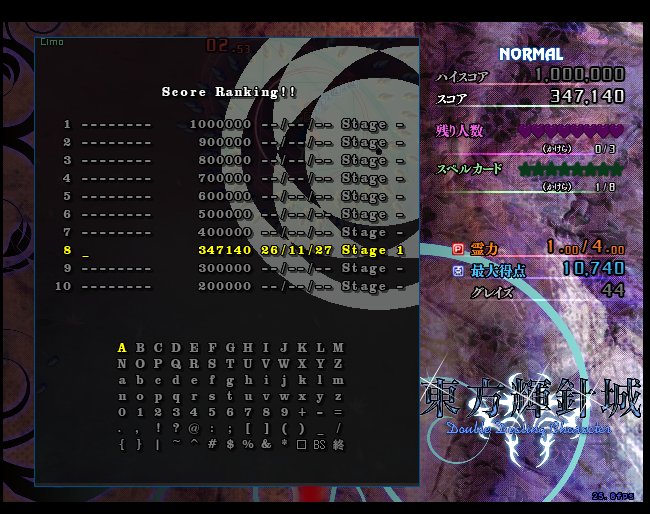 Cimo
02.53
Score Ranking!!
1 -------- 1000000 --/--/-- Stage -
2 -------- 900000 --/--/-- Stage -
3 -------- 800000 --/--/-- Stage -
4 -------- 700000 --/--/-- Stage -
5 -------- 600000 --/--/-- Stage -
6 -------- 500000 --/--/-- Stage -
7 -------- 400000 --/--/-- Stage -
8 _ 347140 26/11/27 Stage 1
9 -------- 300000 --/--/-- Stage -
10 -------- 200000 --/--/-- Stage -
A B C D E F G H I J K L M
N O P Q R S T U V W X Y Z
a b c d e f g h i j k l m
n o p q r s t u v w x y z
0 1 2 3 4 5 6 7 8 9 + - =
. , ! ? @ : ; [ ] ( ) _ /
{ } | ~ ^ # $ % & * □ BS 終
NORMAL
ハイスコア 1,000,000
スコア 347,140
残り人数
(かけら) 0/3
スペルカード
(かけら) 1/8
P 霊力 1.00/4.00
最大得点 10,740
グレイズ 44
東方輝針城
Double Dealing Character